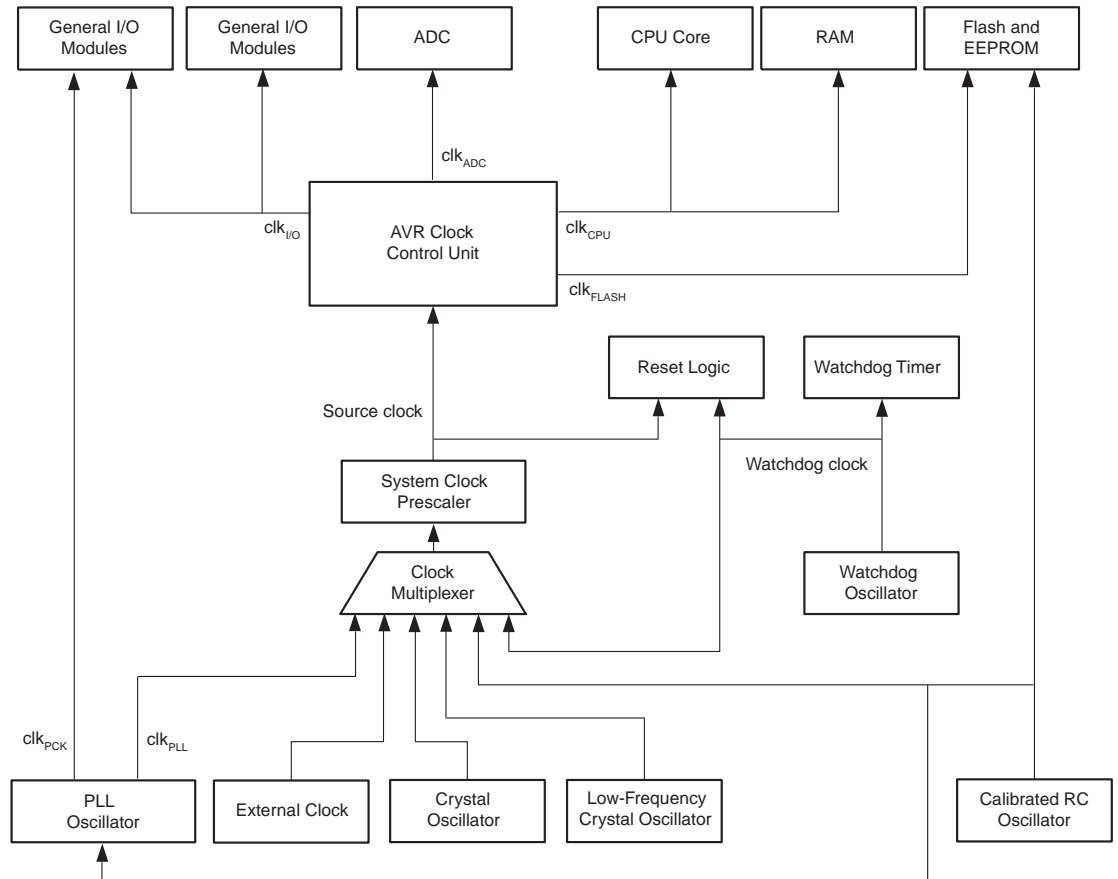 General I/O
Modules
General I/O
Modules
ADC
CPU Core
RAM
Flash and
EEPROM
clkADC
clkI/O
AVR Clock
Control Unit
clkCPU
clkFLASH
Reset Logic
Watchdog Timer
Source clock
Watchdog clock
System Clock
Prescaler
Clock
Multiplexer
Watchdog
Oscillator
clkPCK
clkPLL
PLL
Oscillator
External Clock
Crystal
Oscillator
Low-Frequency
Crystal Oscillator
Calibrated RC
Oscillator